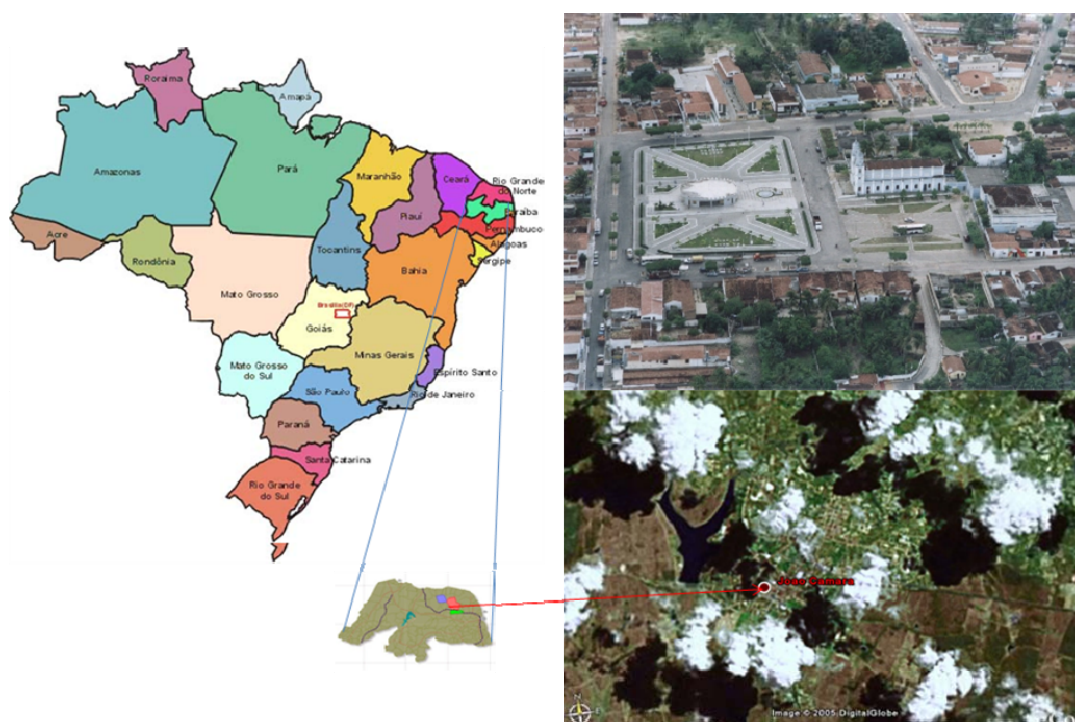 Roraima
Amapá
Amazonas
Pará
Maranhão
Ceará
Rio Grande
do Norte
Piauí
Paraíba
Pernambuco
Acre
Rondônia
Tocantins
Alagoas
Sergipe
Bahia
Mato Grosso
Brasília(DF)
Goiás
Minas Gerais
Mato Grosso
do Sul
Espírito Santo
São Paulo
Rio de Janeiro
Paraná
Santa Catarina
Rio Grande
do Sul
Joao Camara
Image © 2005 DigitalGlobe